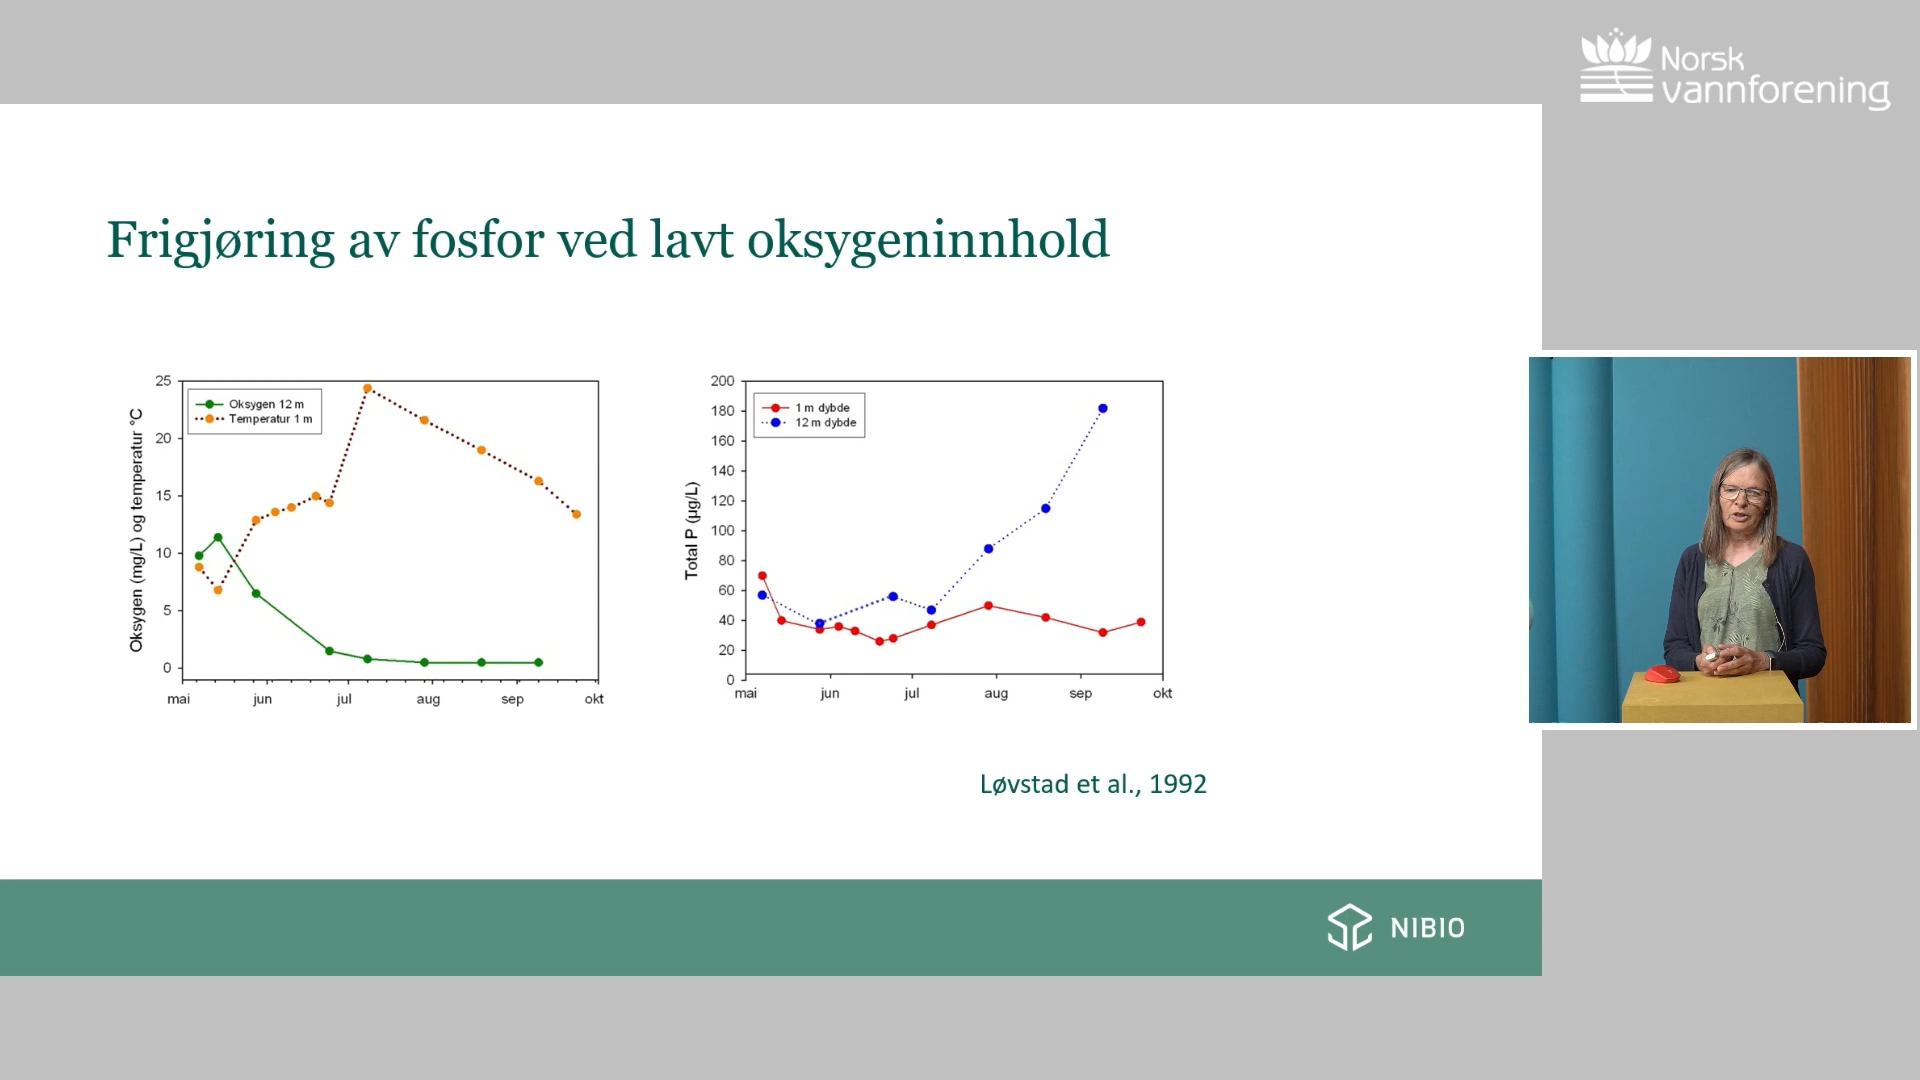 Norsk
vannforening
Frigjøring av fosfor ved lavt oksygeninnhold
Oksygen (mg/L) og temperatur °C
25
20
15
10
5
0
Oksygen 12 m
Temperatur 1 m
mai jun jul aug sep okt
Total P (µg/L)
200
180
160
140
120
100
80
60
40
20
0
1 m dybde
12 m dybde
mai jun jul aug sep okt
Løvstad et al., 1992
NIBIO